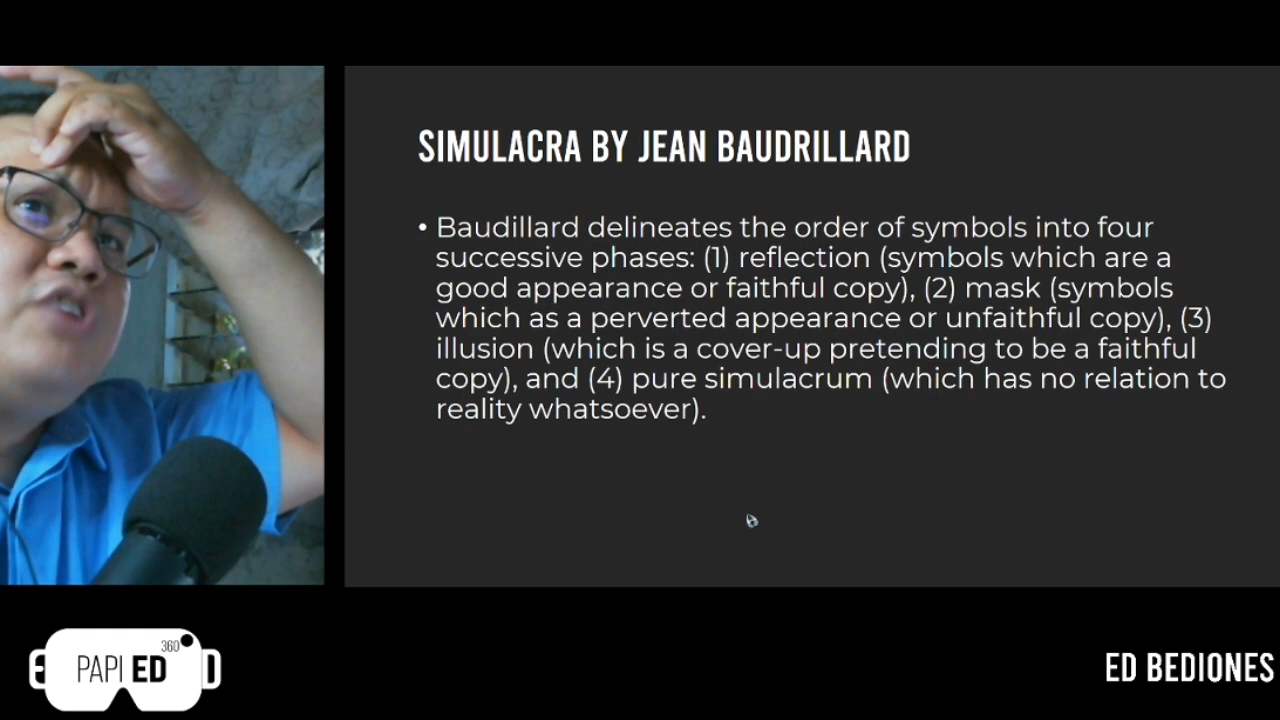 SIMULACRA BY JEAN BAUDRILLARD
• Baudillard delineates the order of symbols into four
successive phases: (1) reflection (symbols which are a
good appearance or faithful copy), (2) mask (symbols
which as a perverted appearance or unfaithful copy), (3)
illusion (which is a cover-up pretending to be a faithful
copy), and (4) pure simulacrum (which has no relation to
reality whatsoever).
360
PAPI ED
ED BEDIONES